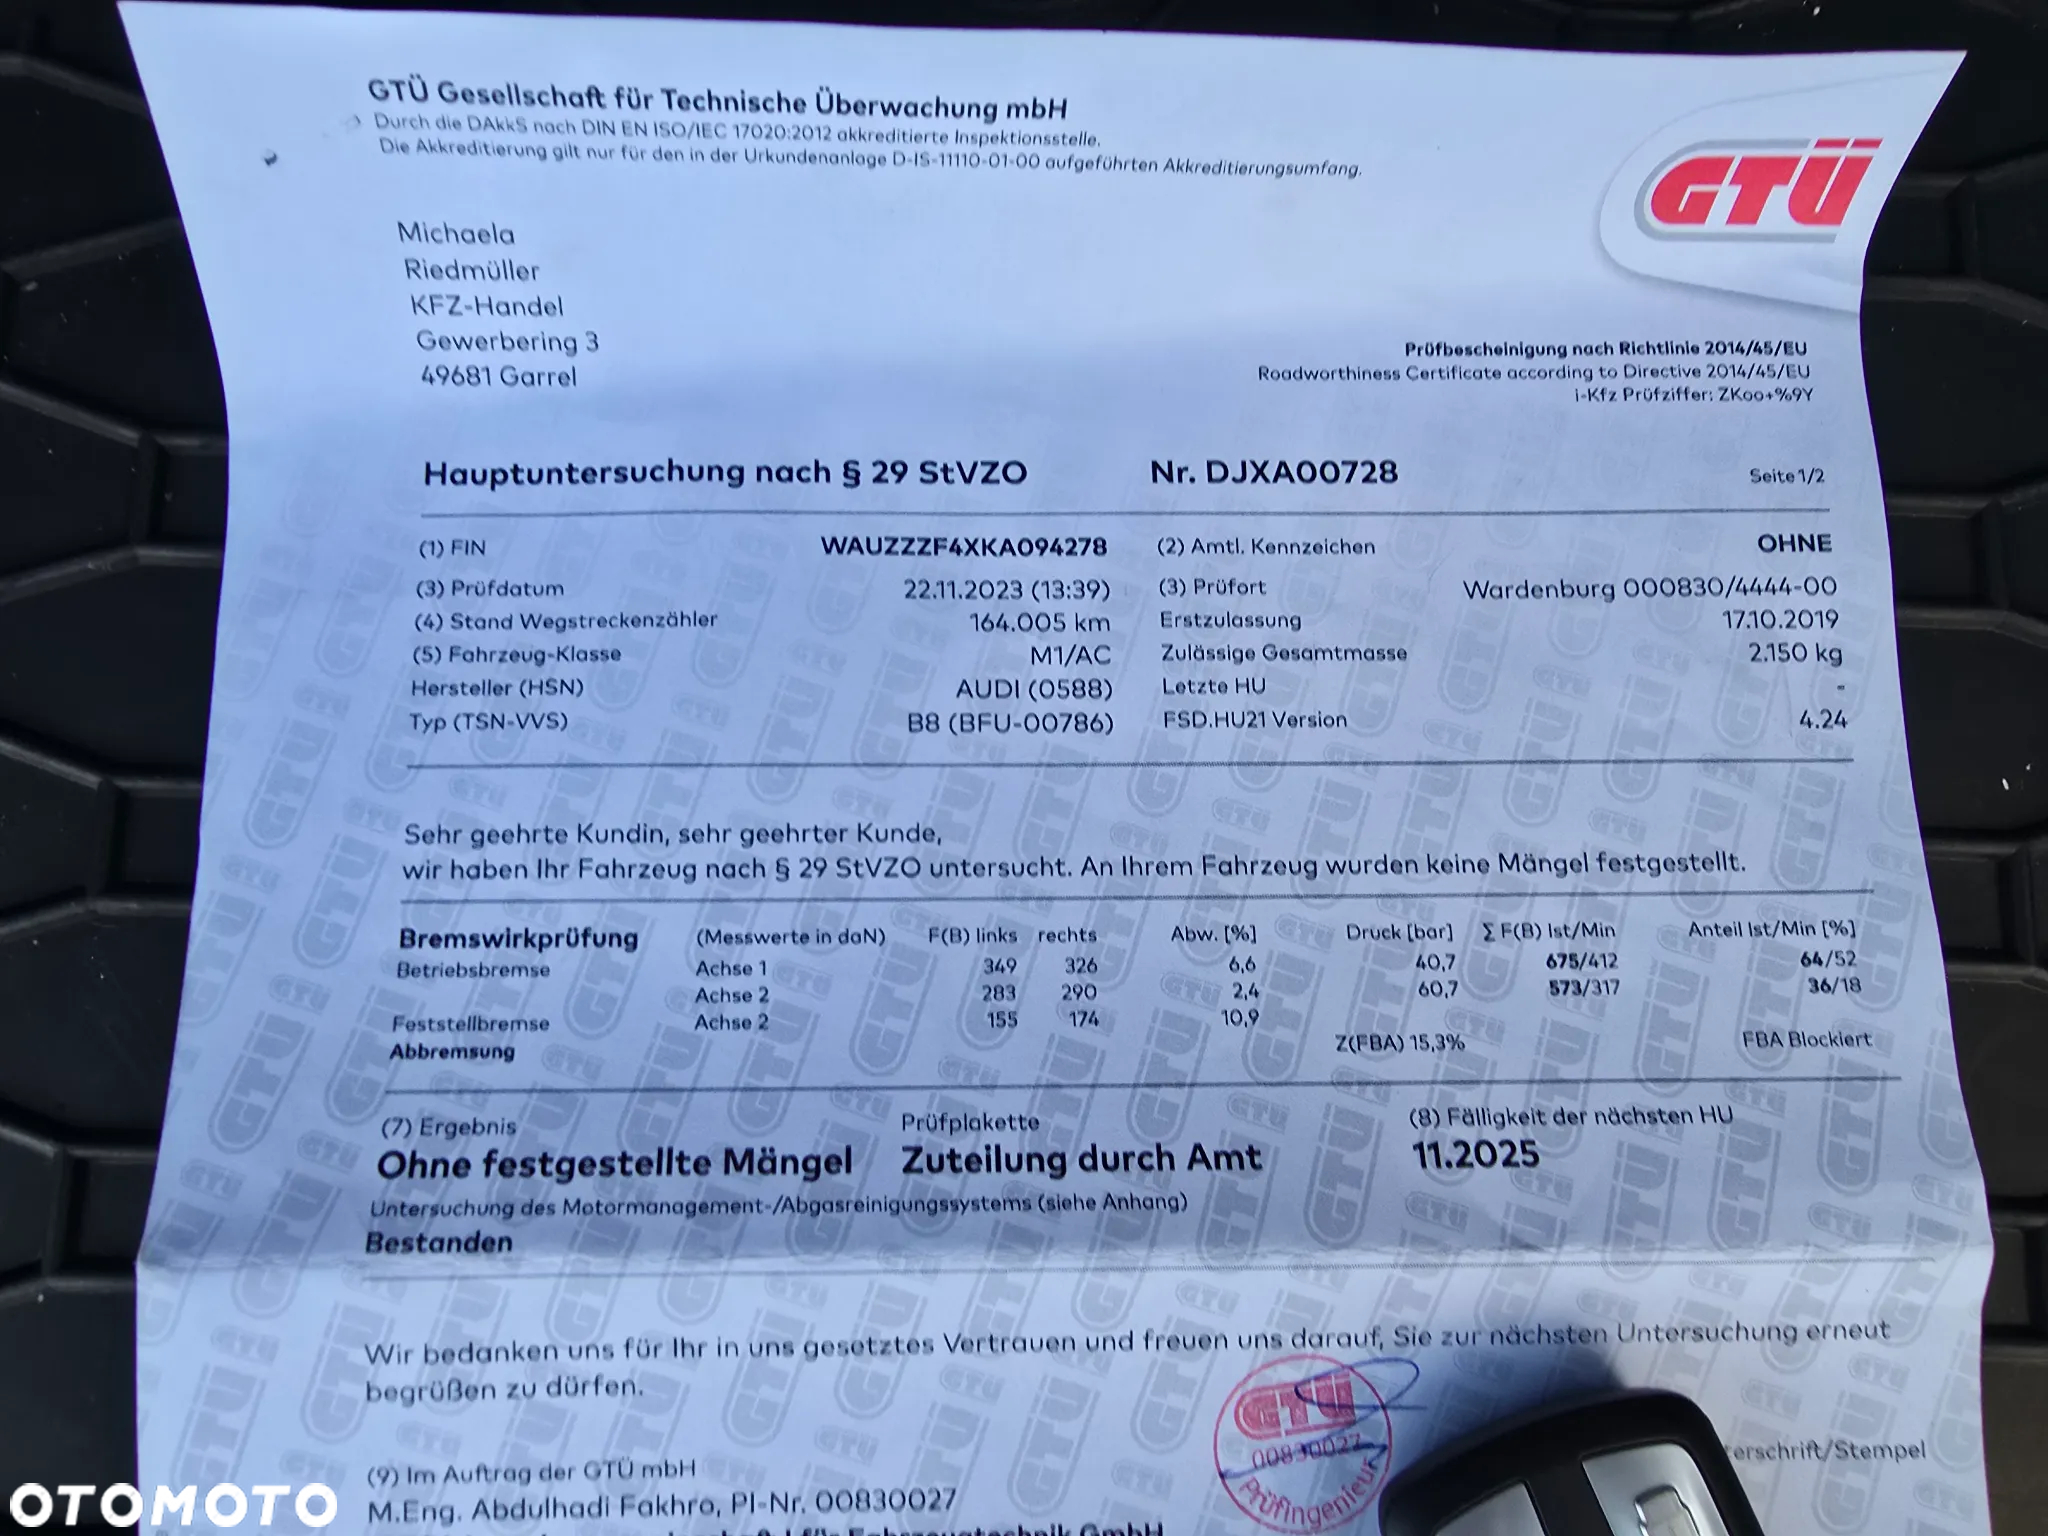 GTÜ Gesellschaft für Technische Überwachung mbH
Durch die DAkkS nach DIN EN ISO/IEC 17020:2012 akkreditierte Inspektionsstelle.
Die Akkreditierung gilt nur für den in der Urkundenanlage D-IS-11110-01-00 aufgeführten Akkreditierungsumfang.
GTÜ
Michaela
Riedmüller
KFZ-Handel
Gewerbering 3
49681 Garrel
Prüfbescheinigung nach Richtlinie 2014/45/EU
Roadworthiness Certificate according to Directive 2014/45/EU
i-Kfz Prüfziffer: ZKoo+%9Y
Hauptuntersuchung nach § 29 StVZO Nr. DJXA00728 Seite 1/2
(1) FIN WAUZZZF4XKA094278 (2) Amtl. Kennzeichen OHNE
(3) Prüfdatum 22.11.2023 (13:39) (3) Prüfort Wardenburg 000830/4444-00
(4) Stand Wegstreckenzähler 164.005 km Erstzulassung 17.10.2019
(5) Fahrzeug-Klasse M1/AC Zulässige Gesamtmasse 2.150 kg
Hersteller (HSN) AUDI (0588) Letzte HU -
Typ (TSN-VVS) B8 (BFU-00786) FSD.HU21 Version 4.24
Sehr geehrte Kundin, sehr geehrter Kunde,
wir haben Ihr Fahrzeug nach § 29 StVZO untersucht. An Ihrem Fahrzeug wurden keine Mängel festgestellt.
Bremswirkprüfung (Messwerte in daN) F(B) links rechts Abw. [%] Druck [bar] Σ F(B) Ist/Min Anteil Ist/Min [%]
Betriebsbremse Achse 1 349 326 6,6 40,7 675/412 64/52
Achse 2 283 290 2,4 60,7 573/317 36/18
Feststellbremse Achse 2 155 174 10,9
Abbremsung Z(FBA) 15,3% FBA Blockiert
(7) Ergebnis Prüfplakette (8) Fälligkeit der nächsten HU
Ohne festgestellte Mängel Zuteilung durch Amt 11.2025
Untersuchung des Motormanagement-/Abgasreinigungssystems (siehe Anhang)
Bestanden
Wir bedanken uns für Ihr in uns gesetztes Vertrauen und freuen uns darauf, Sie zur nächsten Untersuchung erneut
begrüßen zu dürfen.
GTÜ
00830027
Prüfingenieur
erschrift/Stempel
(9) Im Auftrag der GTÜ mbH
M.Eng. Abdulhadi Fakhro, PI-Nr. 00830027
für Fahrzeugtechnik GmbH
OTOMOTO